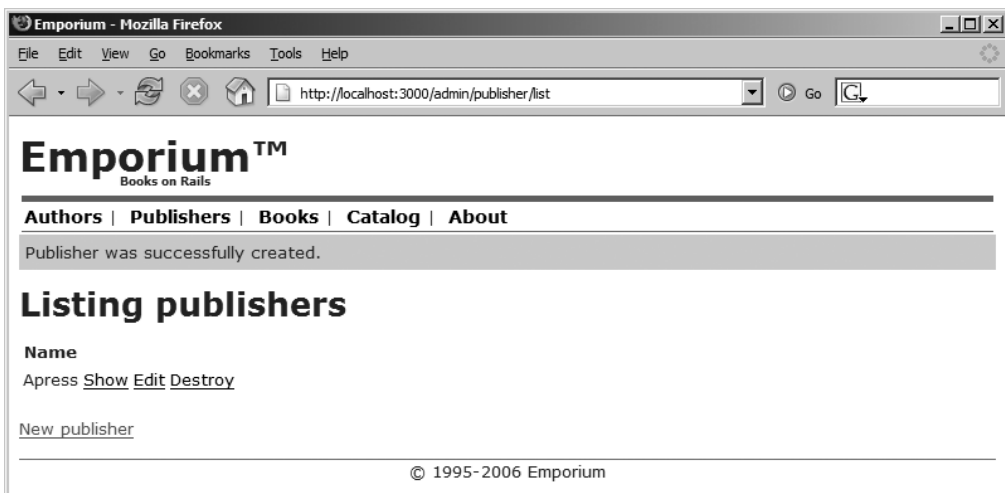 Emporium - Mozilla Firefox
File Edit View Go Bookmarks Tools Help
http://localhost:3000/admin/publisher/list Go G
Emporium™
Books on Rails
Authors | Publishers | Books | Catalog | About
Publisher was successfully created.
Listing publishers
Name
Apress Show Edit Destroy
New publisher
© 1995-2006 Emporium